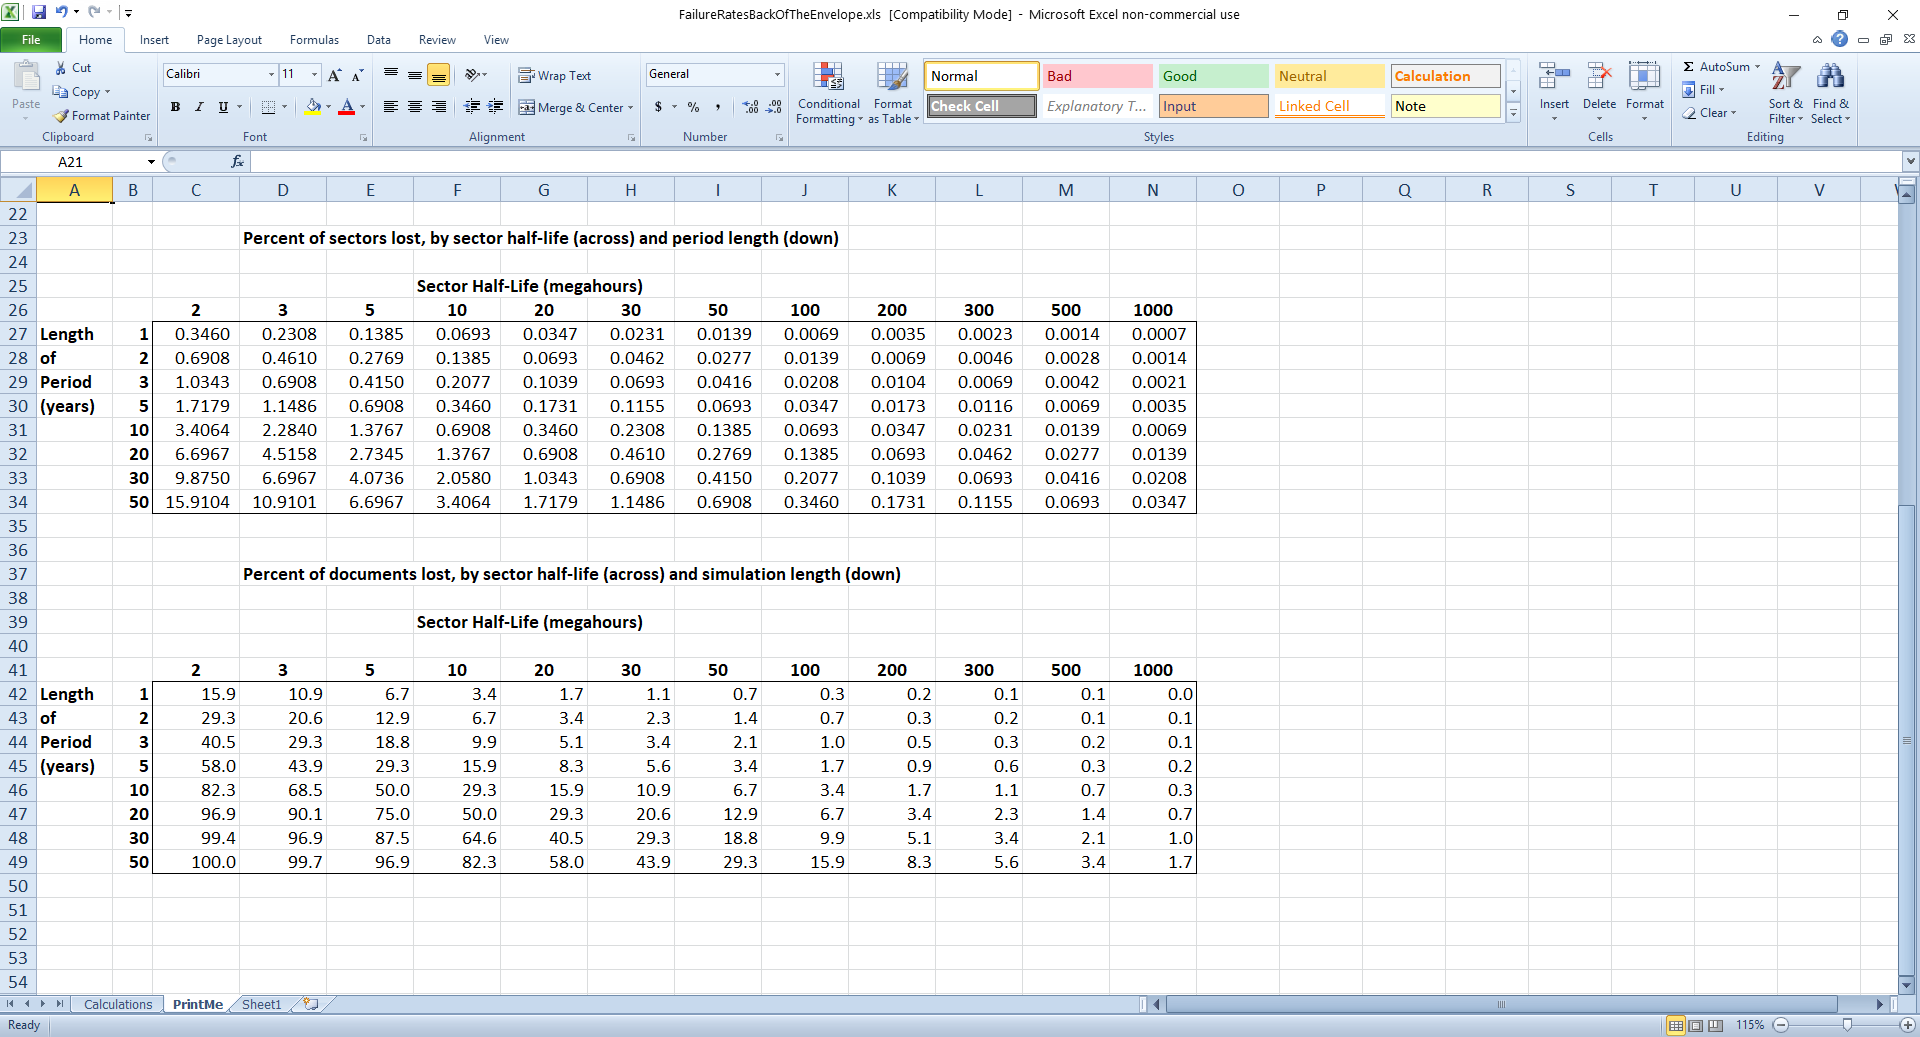 FailureRatesBackOfTheEnvelope.xls [Compatibility Mode] - Microsoft Excel non-commercial use
File Home Insert Page Layout Formulas Data Review View
Paste Cut Copy Format Painter Clipboard
Calibri 11 A A B I U A Font
Wrap Text Merge & Center Alignment
General $ % , .00 .00 Number
Conditional Formatting Format as Table
Normal Bad Good Neutral Calculation
Check Cell Explanatory T... Input Linked Cell Note
Styles
Insert Delete Format Cells
Σ AutoSum Fill Clear Sort & Filter Find & Select Editing
A21 fx
A B C D E F G H I J K L M N O P Q R S T U V
22
23 Percent of sectors lost, by sector half-life (across) and period length (down)
24
25 Sector Half-Life (megahours)
26 2 3 5 10 20 30 50 100 200 300 500 1000
27 Length 1 0.3460 0.2308 0.1385 0.0693 0.0347 0.0231 0.0139 0.0069 0.0035 0.0023 0.0014 0.0007
28 of 2 0.6908 0.4610 0.2769 0.1385 0.0693 0.0462 0.0277 0.0139 0.0069 0.0046 0.0028 0.0014
29 Period 3 1.0343 0.6908 0.4150 0.2077 0.1039 0.0693 0.0416 0.0208 0.0104 0.0069 0.0042 0.0021
30 (years) 5 1.7179 1.1486 0.6908 0.3460 0.1731 0.1155 0.0693 0.0347 0.0173 0.0116 0.0069 0.0035
31 10 3.4064 2.2840 1.3767 0.6908 0.3460 0.2308 0.1385 0.0693 0.0347 0.0231 0.0139 0.0069
32 20 6.6967 4.5158 2.7345 1.3767 0.6908 0.4610 0.2769 0.1385 0.0693 0.0462 0.0277 0.0139
33 30 9.8750 6.6967 4.0736 2.0580 1.0343 0.6908 0.4150 0.2077 0.1039 0.0693 0.0416 0.0208
34 50 15.9104 10.9101 6.6967 3.4064 1.7179 1.1486 0.6908 0.3460 0.1731 0.1155 0.0693 0.0347
35
36
37 Percent of documents lost, by sector half-life (across) and simulation length (down)
38
39 Sector Half-Life (megahours)
40
41 2 3 5 10 20 30 50 100 200 300 500 1000
42 Length 1 15.9 10.9 6.7 3.4 1.7 1.1 0.7 0.3 0.2 0.1 0.1 0.0
43 of 2 29.3 20.6 12.9 6.7 3.4 2.3 1.4 0.7 0.3 0.2 0.1 0.1
44 Period 3 40.5 29.3 18.8 9.9 5.1 3.4 2.1 1.0 0.5 0.3 0.2 0.1
45 (years) 5 58.0 43.9 29.3 15.9 8.3 5.6 3.4 1.7 0.9 0.6 0.3 0.2
46 10 82.3 68.5 50.0 29.3 15.9 10.9 6.7 3.4 1.7 1.1 0.7 0.3
47 20 96.9 90.1 75.0 50.0 29.3 20.6 12.9 6.7 3.4 2.3 1.4 0.7
48 30 99.4 96.9 87.5 64.6 40.5 29.3 18.8 9.9 5.1 3.4 2.1 1.0
49 50 100.0 99.7 96.9 82.3 58.0 43.9 29.3 15.9 8.3 5.6 3.4 1.7
50
51
52
53
54
Calculations PrintMe Sheet1
Ready 115%